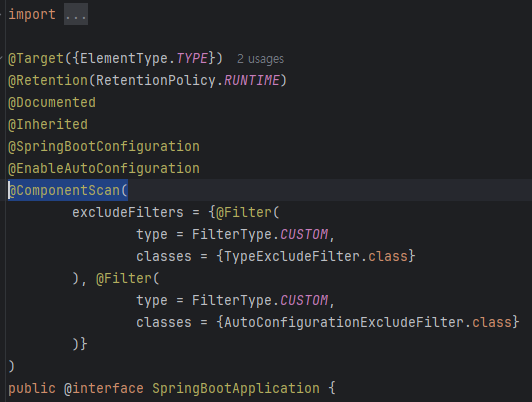 import ...
@Target({ElementType.TYPE}) 2 usages
@Retention(RetentionPolicy.RUNTIME)
@Documented
@Inherited
@SpringBootConfiguration
@EnableAutoConfiguration
@ComponentScan(
        excludeFilters = {@Filter(
                type = FilterType.CUSTOM,
                classes = {TypeExcludeFilter.class}
        ), @Filter(
                type = FilterType.CUSTOM,
                classes = {AutoConfigurationExcludeFilter.class}
        )}
)
public @interface SpringBootApplication {